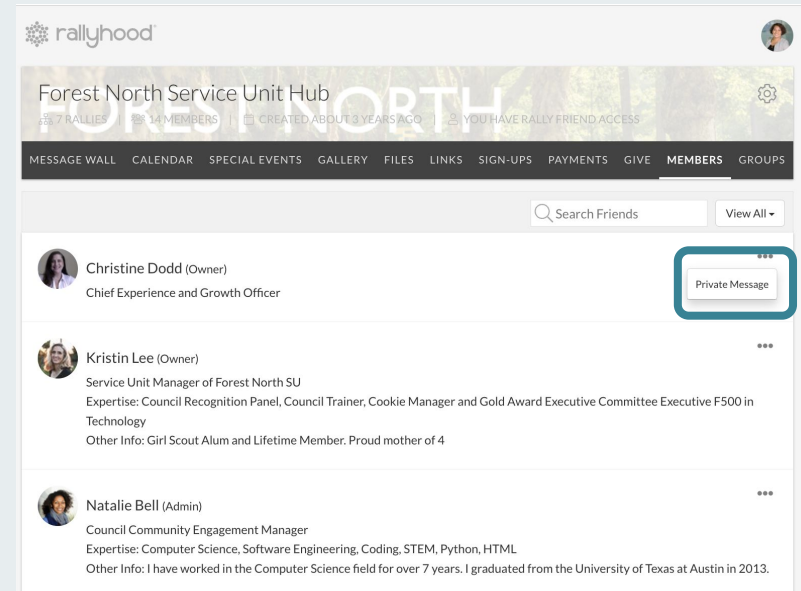 rallyhood
Forest North Service Unit Hub
FOREST NORTH
7 RALLIES | 14 MEMBERS | CREATED ABOUT 3 YEARS AGO | YOU HAVE RALLY FRIEND ACCESS
MESSAGE WALL CALENDAR SPECIAL EVENTS GALLERY FILES LINKS SIGN-UPS PAYMENTS GIVE MEMBERS GROUPS
Search Friends View All
Christine Dodd (Owner)
Private Message
Chief Experience and Growth Officer
Kristin Lee (Owner)
Service Unit Manager of Forest North SU
Expertise: Council Recognition Panel, Council Trainer, Cookie Manager and Gold Award Executive Committee Executive F500 in
Technology
Other Info: Girl Scout Alum and Lifetime Member. Proud mother of 4
Natalie Bell (Admin)
Council Community Engagement Manager
Expertise: Computer Science, Software Engineering, Coding, STEM, Python, HTML
Other Info: I have worked in the Computer Science field for over 7 years. I graduated from the University of Texas at Austin in 2013.